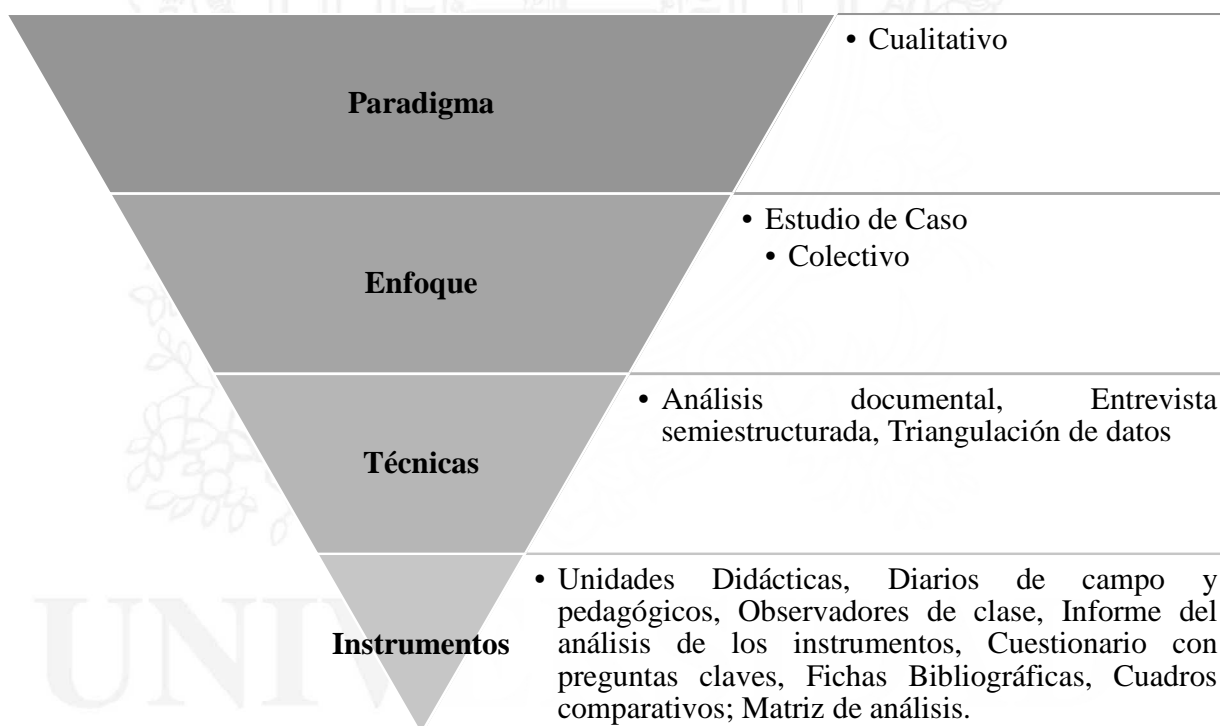 • Cualitativo
Paradigma
• Estudio de Caso
• Colectivo
Enfoque
• Análisis documental, Entrevista
semiestructurada, Triangulación de datos
Técnicas
• Unidades Didácticas, Diarios de campo y
pedagógicos, Observadores de clase, Informe del
análisis de los instrumentos, Cuestionario con
preguntas claves, Fichas Bibliográficas, Cuadros
comparativos; Matriz de análisis.
Instrumentos